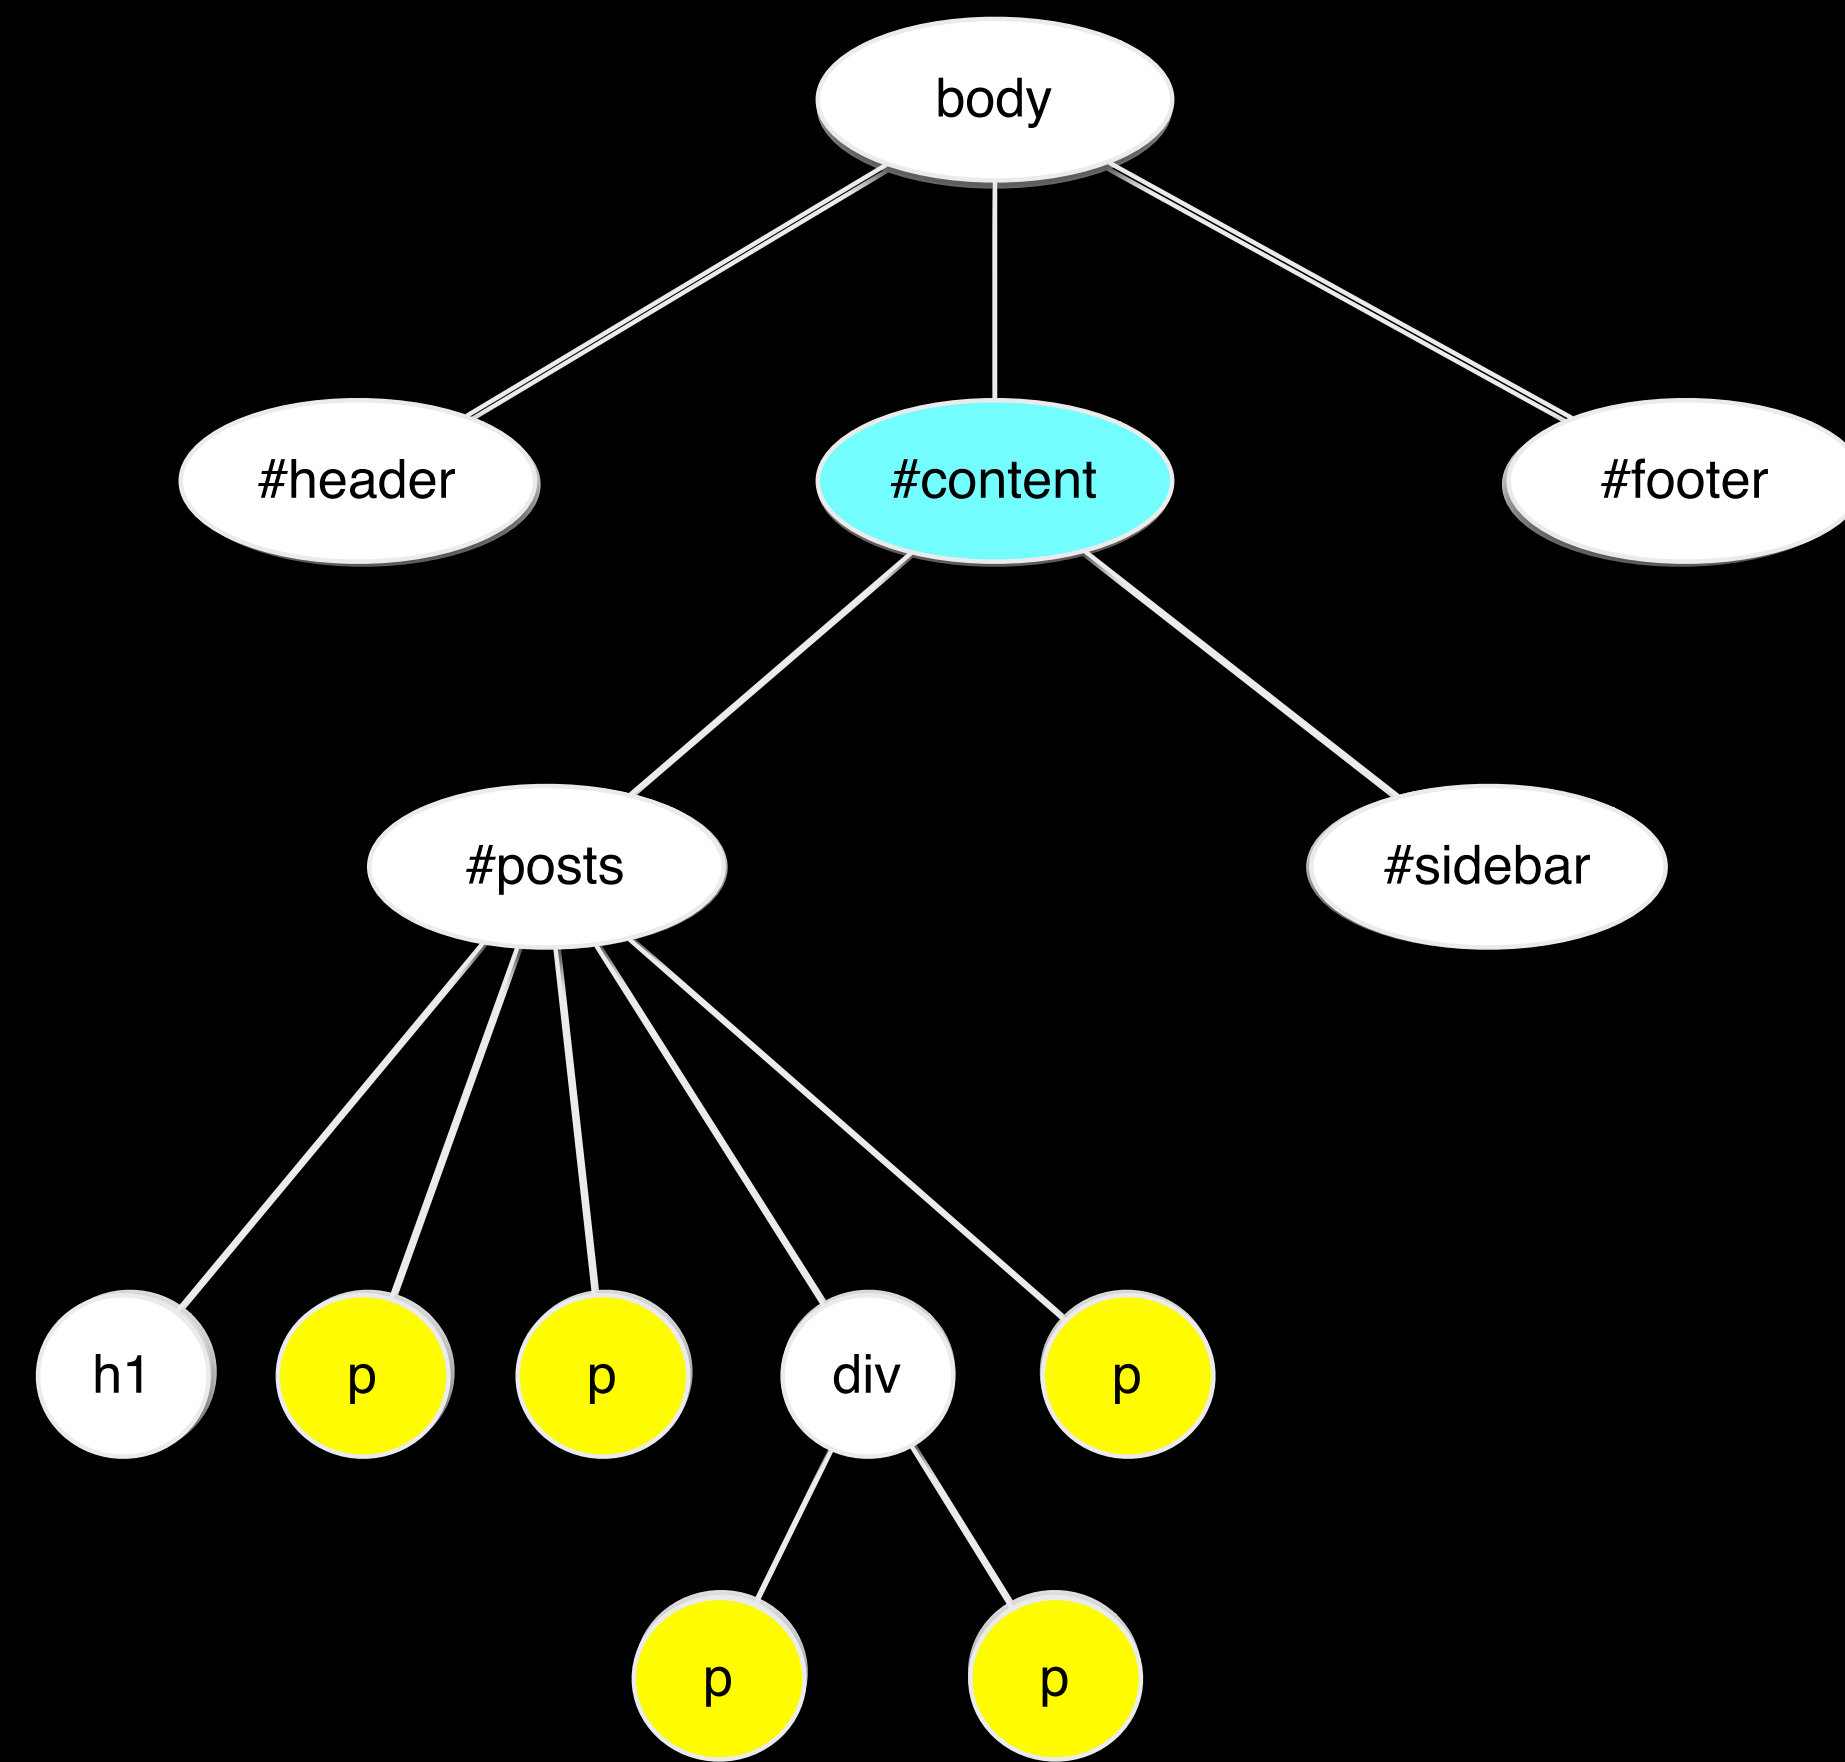 body
#header
#content
#footer
#posts
#sidebar
h1
p
p
div
p
p
p